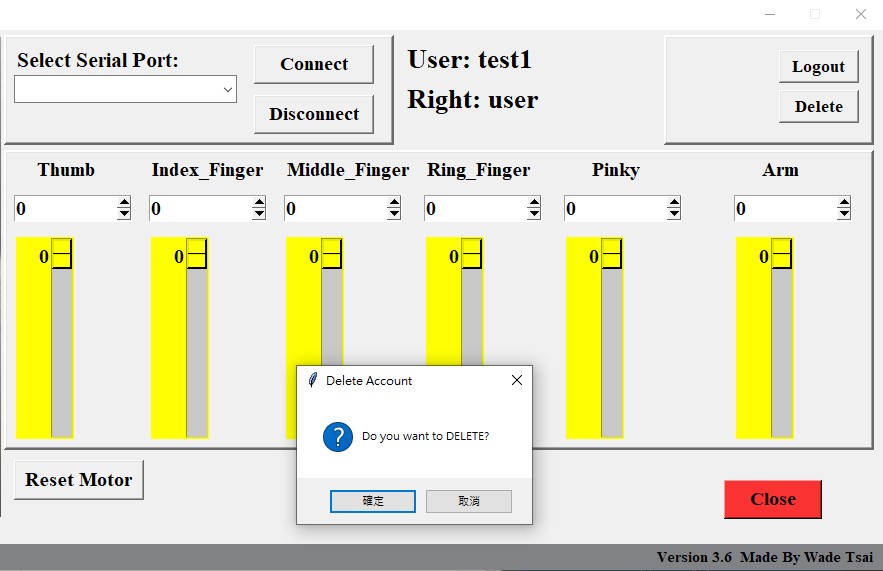 Select Serial Port:
Connect
Disconnect
User: test1
Right: user
Logout
Delete
Thumb Index_Finger Middle_Finger Ring_Finger Pinky Arm
0 0 0 0 0 0
0 0 0 0 0 0
Delete Account
Do you want to DELETE?
確定 取消
Reset Motor
Close
Version 3.6 Made By Wade Tsai